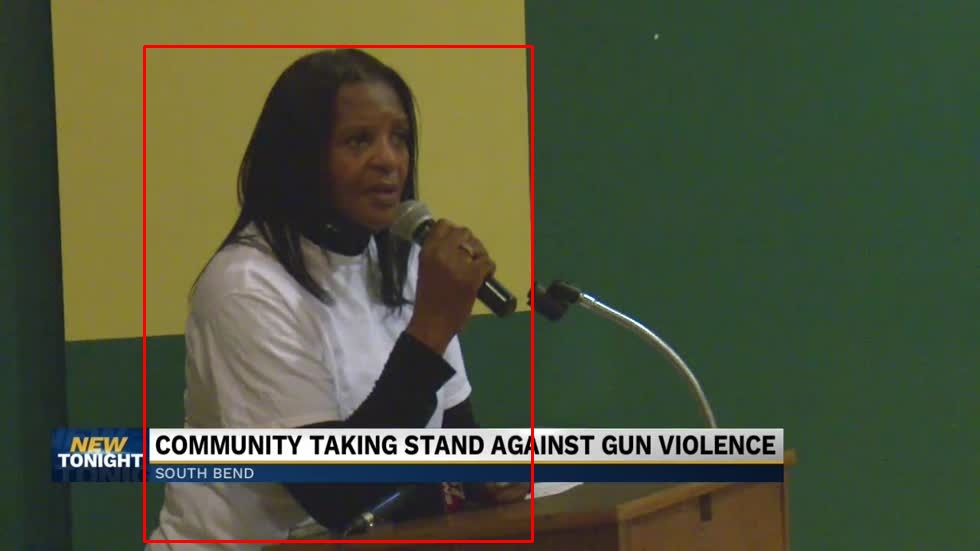 NEW
TONIGHT
COMMUNITY TAKING STAND AGAINST GUN VIOLENCE
SOUTH BEND